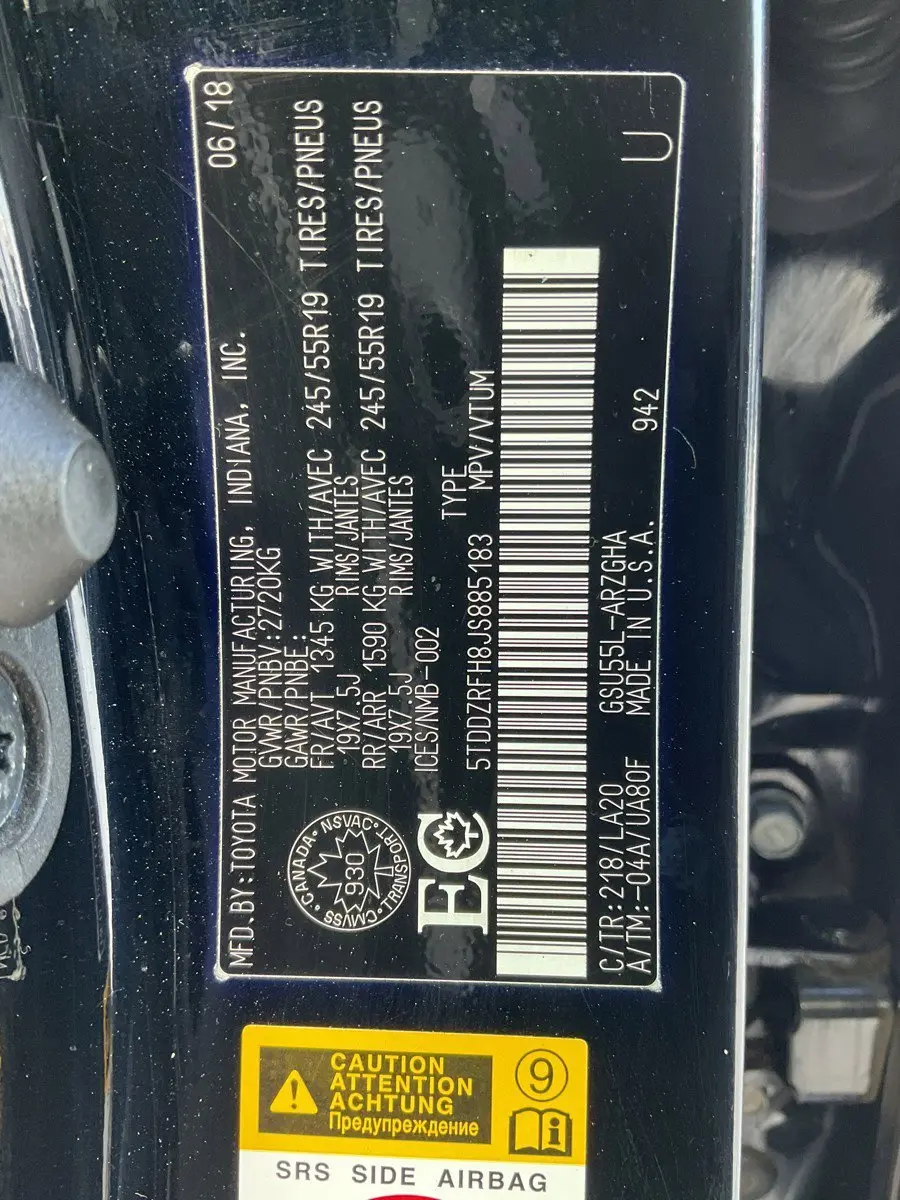 MFD.BY:TOYOTA MOTOR MANUFACTURING, INDIANA, INC. 06/18
GVWR/PNBV:2720KG
GAWR/PNBE:
FR/AVT 1345 KG WITH/AVEC 245/55R19 TIRES/PNEUS
19X7.5J RIMS/JANTES
RR/ARR 1590 KG WITH/AVEC 245/55R19 TIRES/PNEUS
19X7.5J RIMS/JANTES
ICES/NMB-002
CANADA • NSVAC • TRANSPORT • CMVSS
930
EC
TYPE
5TDDZRFH8JS885183 MPV/VTUM
C/TR:218/LA20 GSU55L-ARZGHA
A/TM:-04A/UA80F MADE IN U.S.A. 942
U
CAUTION
ATTENTION
ACHTUNG
Предупреждение
9
i
SRS SIDE AIRBAG